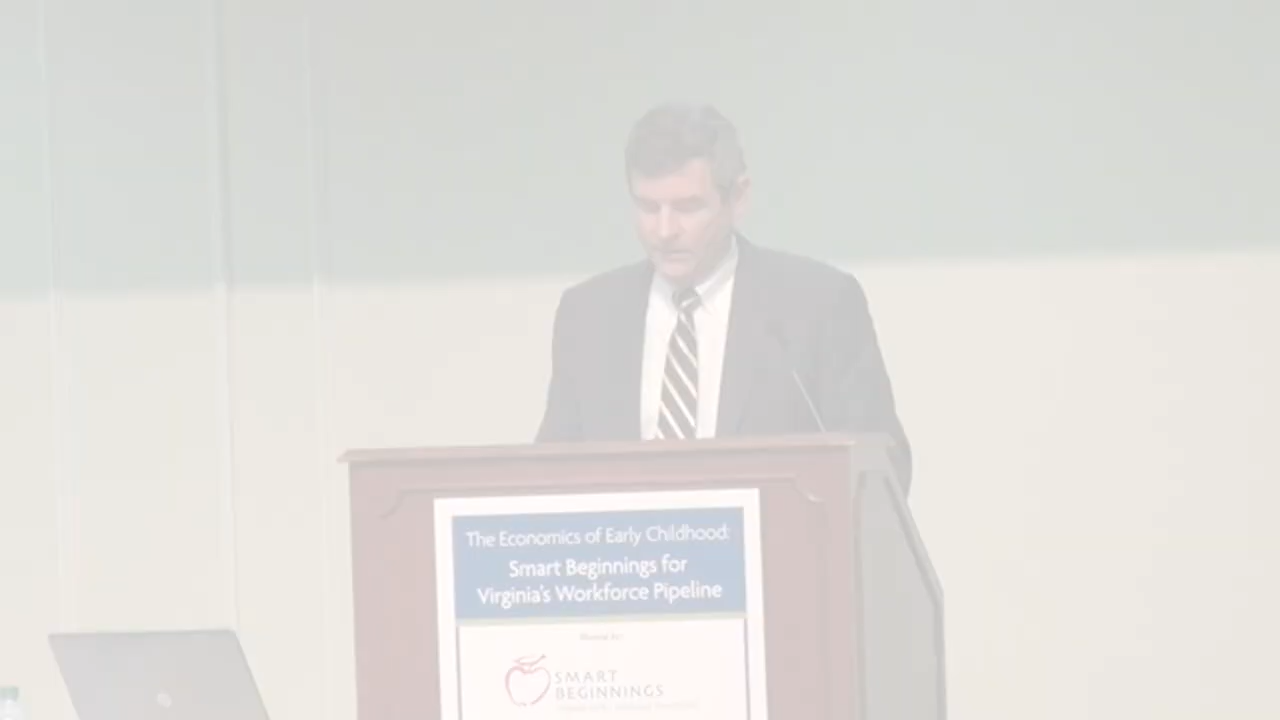 The Economics of Early Childhood:
Smart Beginnings for
Virginia's Workforce Pipeline
SMART
BEGINNINGS